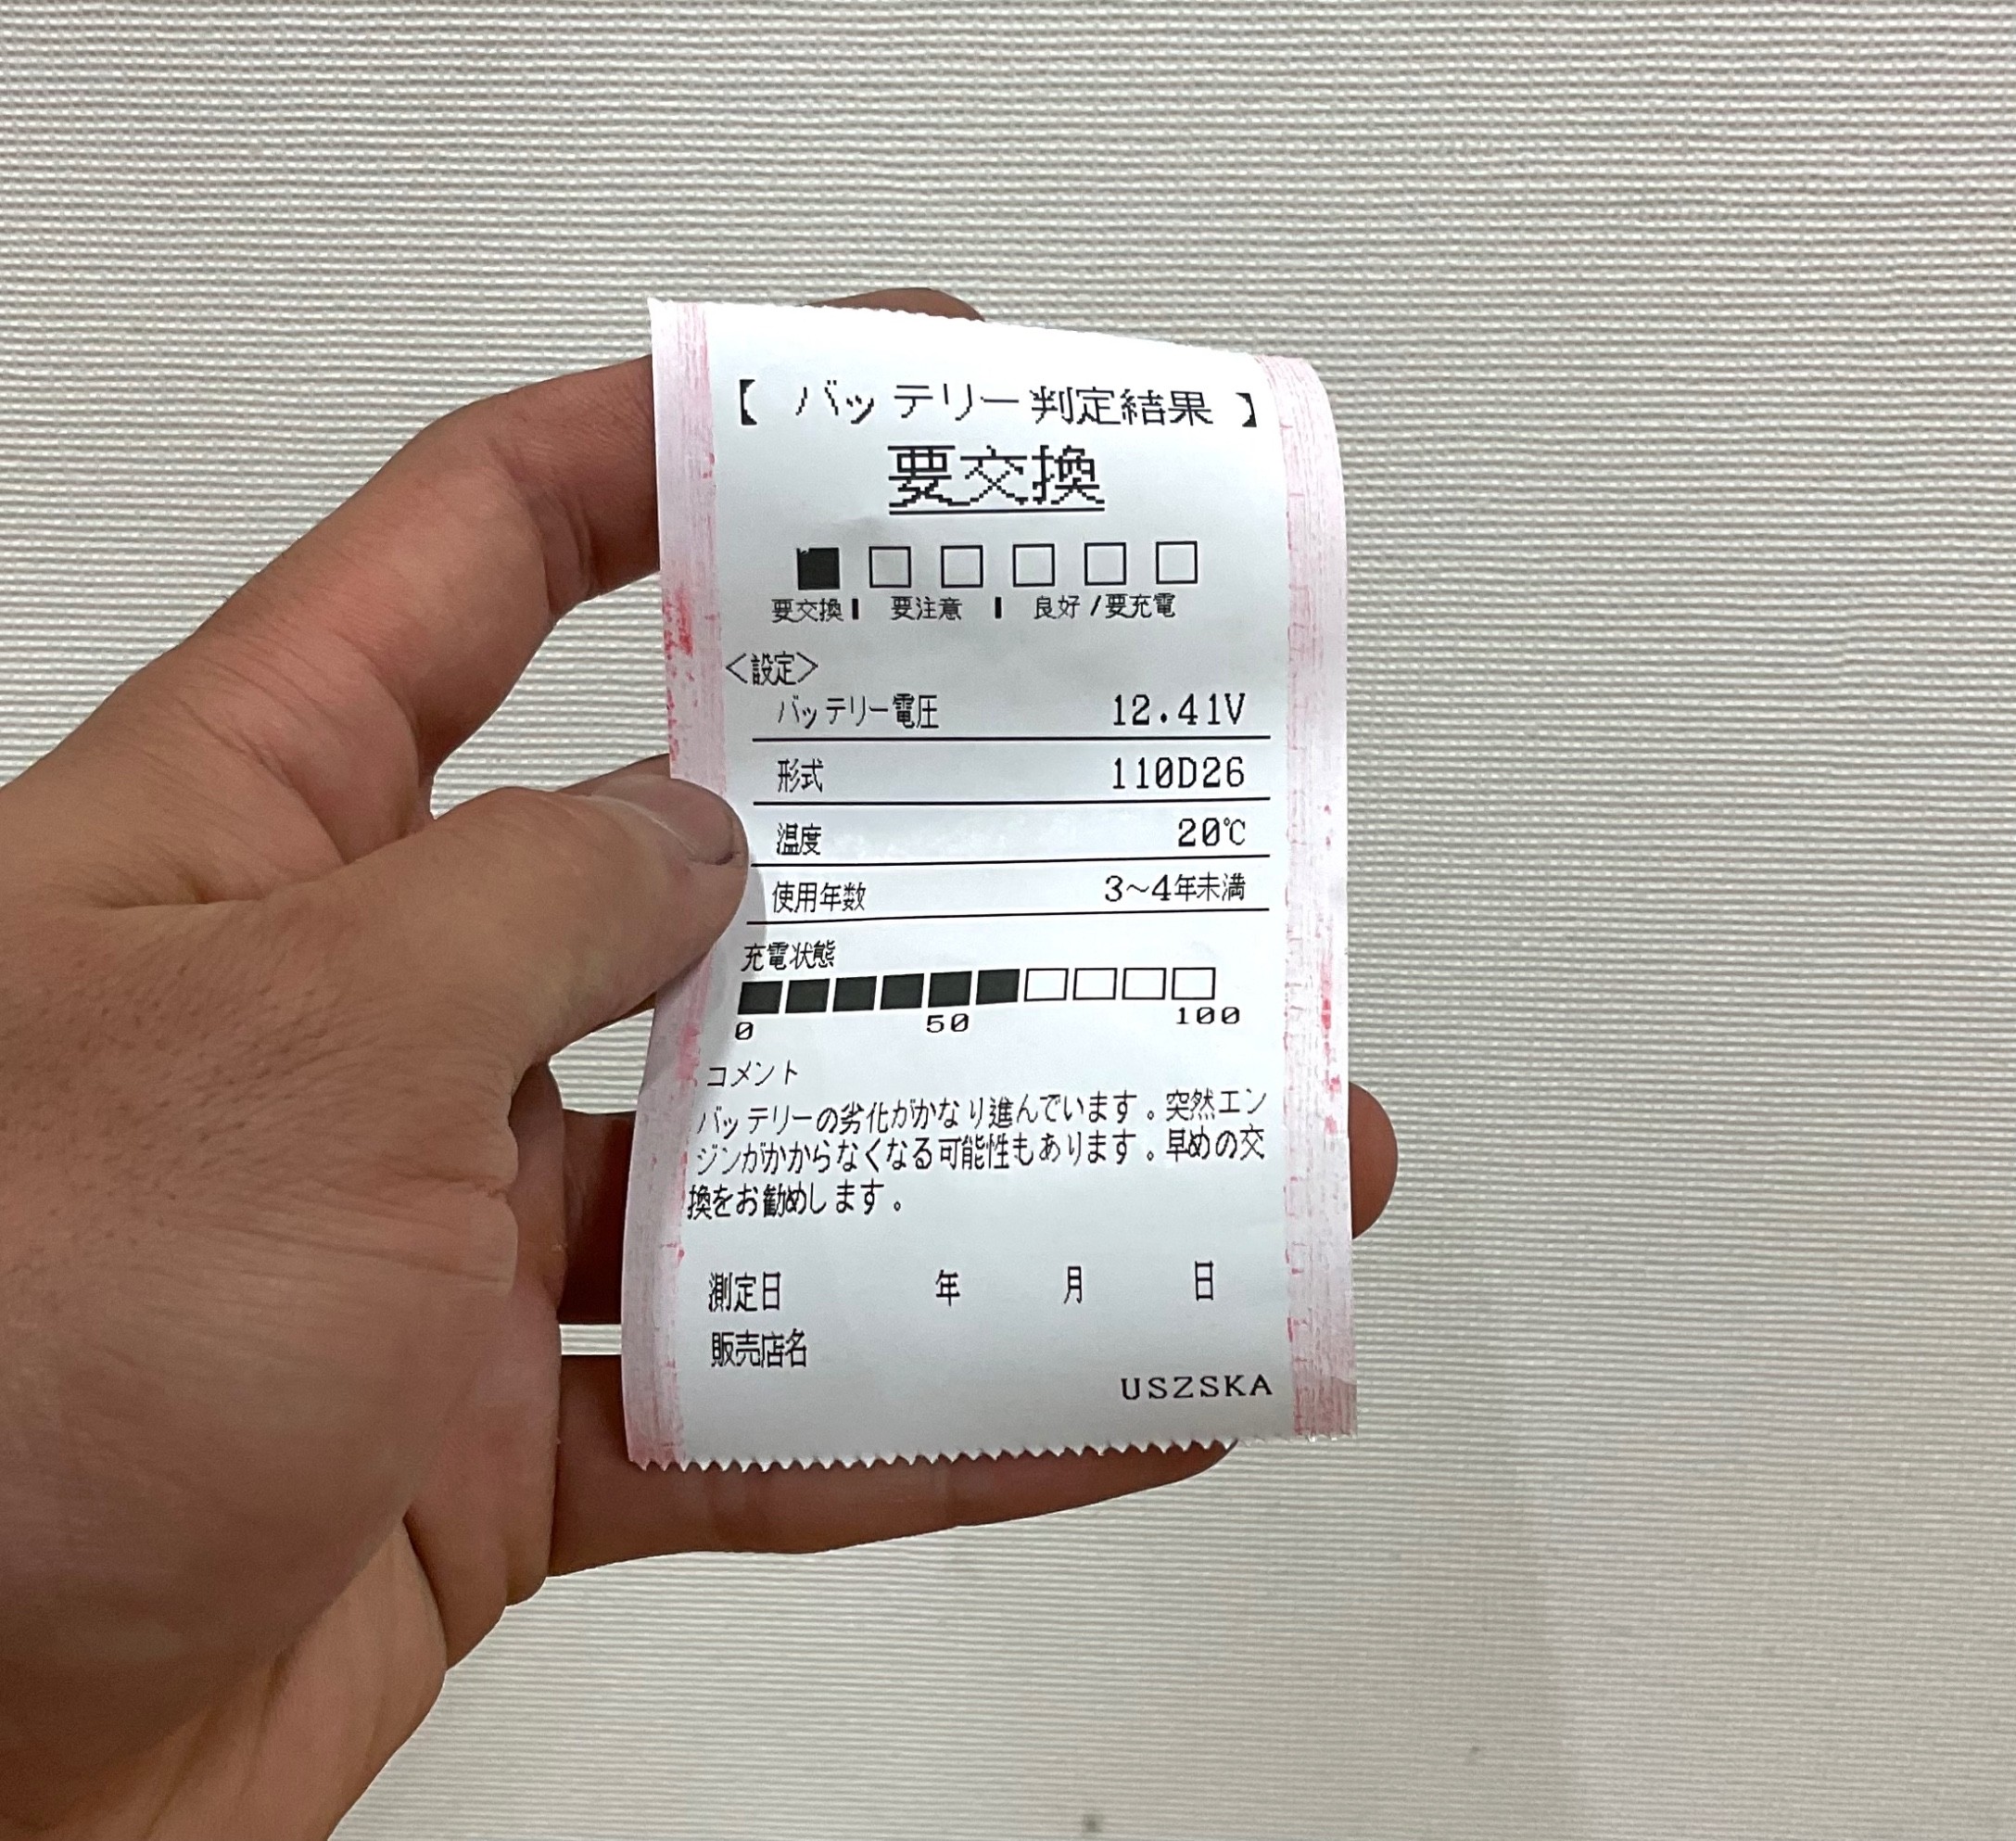 【 バッテリー判定結果 】
要交換
■ □ □ □ □ □
要交換 | 要注意 | 良好 / 要充電
<設定>
バッテリー電圧 12.41V
形式 110D26
温度 20℃
使用年数 3～4年未満
充電状態
0 50 100
コメント
バッテリーの劣化がかなり進んでいます。突然エン
ジンがかからなくなる可能性もあります。早めの交
換をお勧めします。
測定日 年 月 日
販売店名
USZSKA